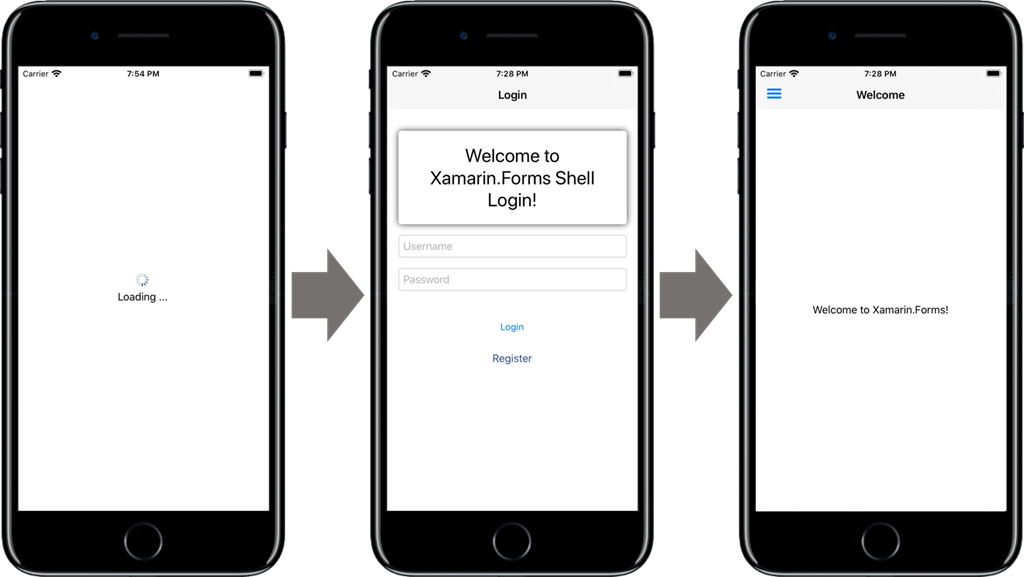 Carrier 7:54 PM
Loading ...
Carrier 7:28 PM
Login
Welcome to
Xamarin.Forms Shell
Login!
Username
Password
Login
Register
Carrier 7:28 PM
Welcome
Welcome to Xamarin.Forms!